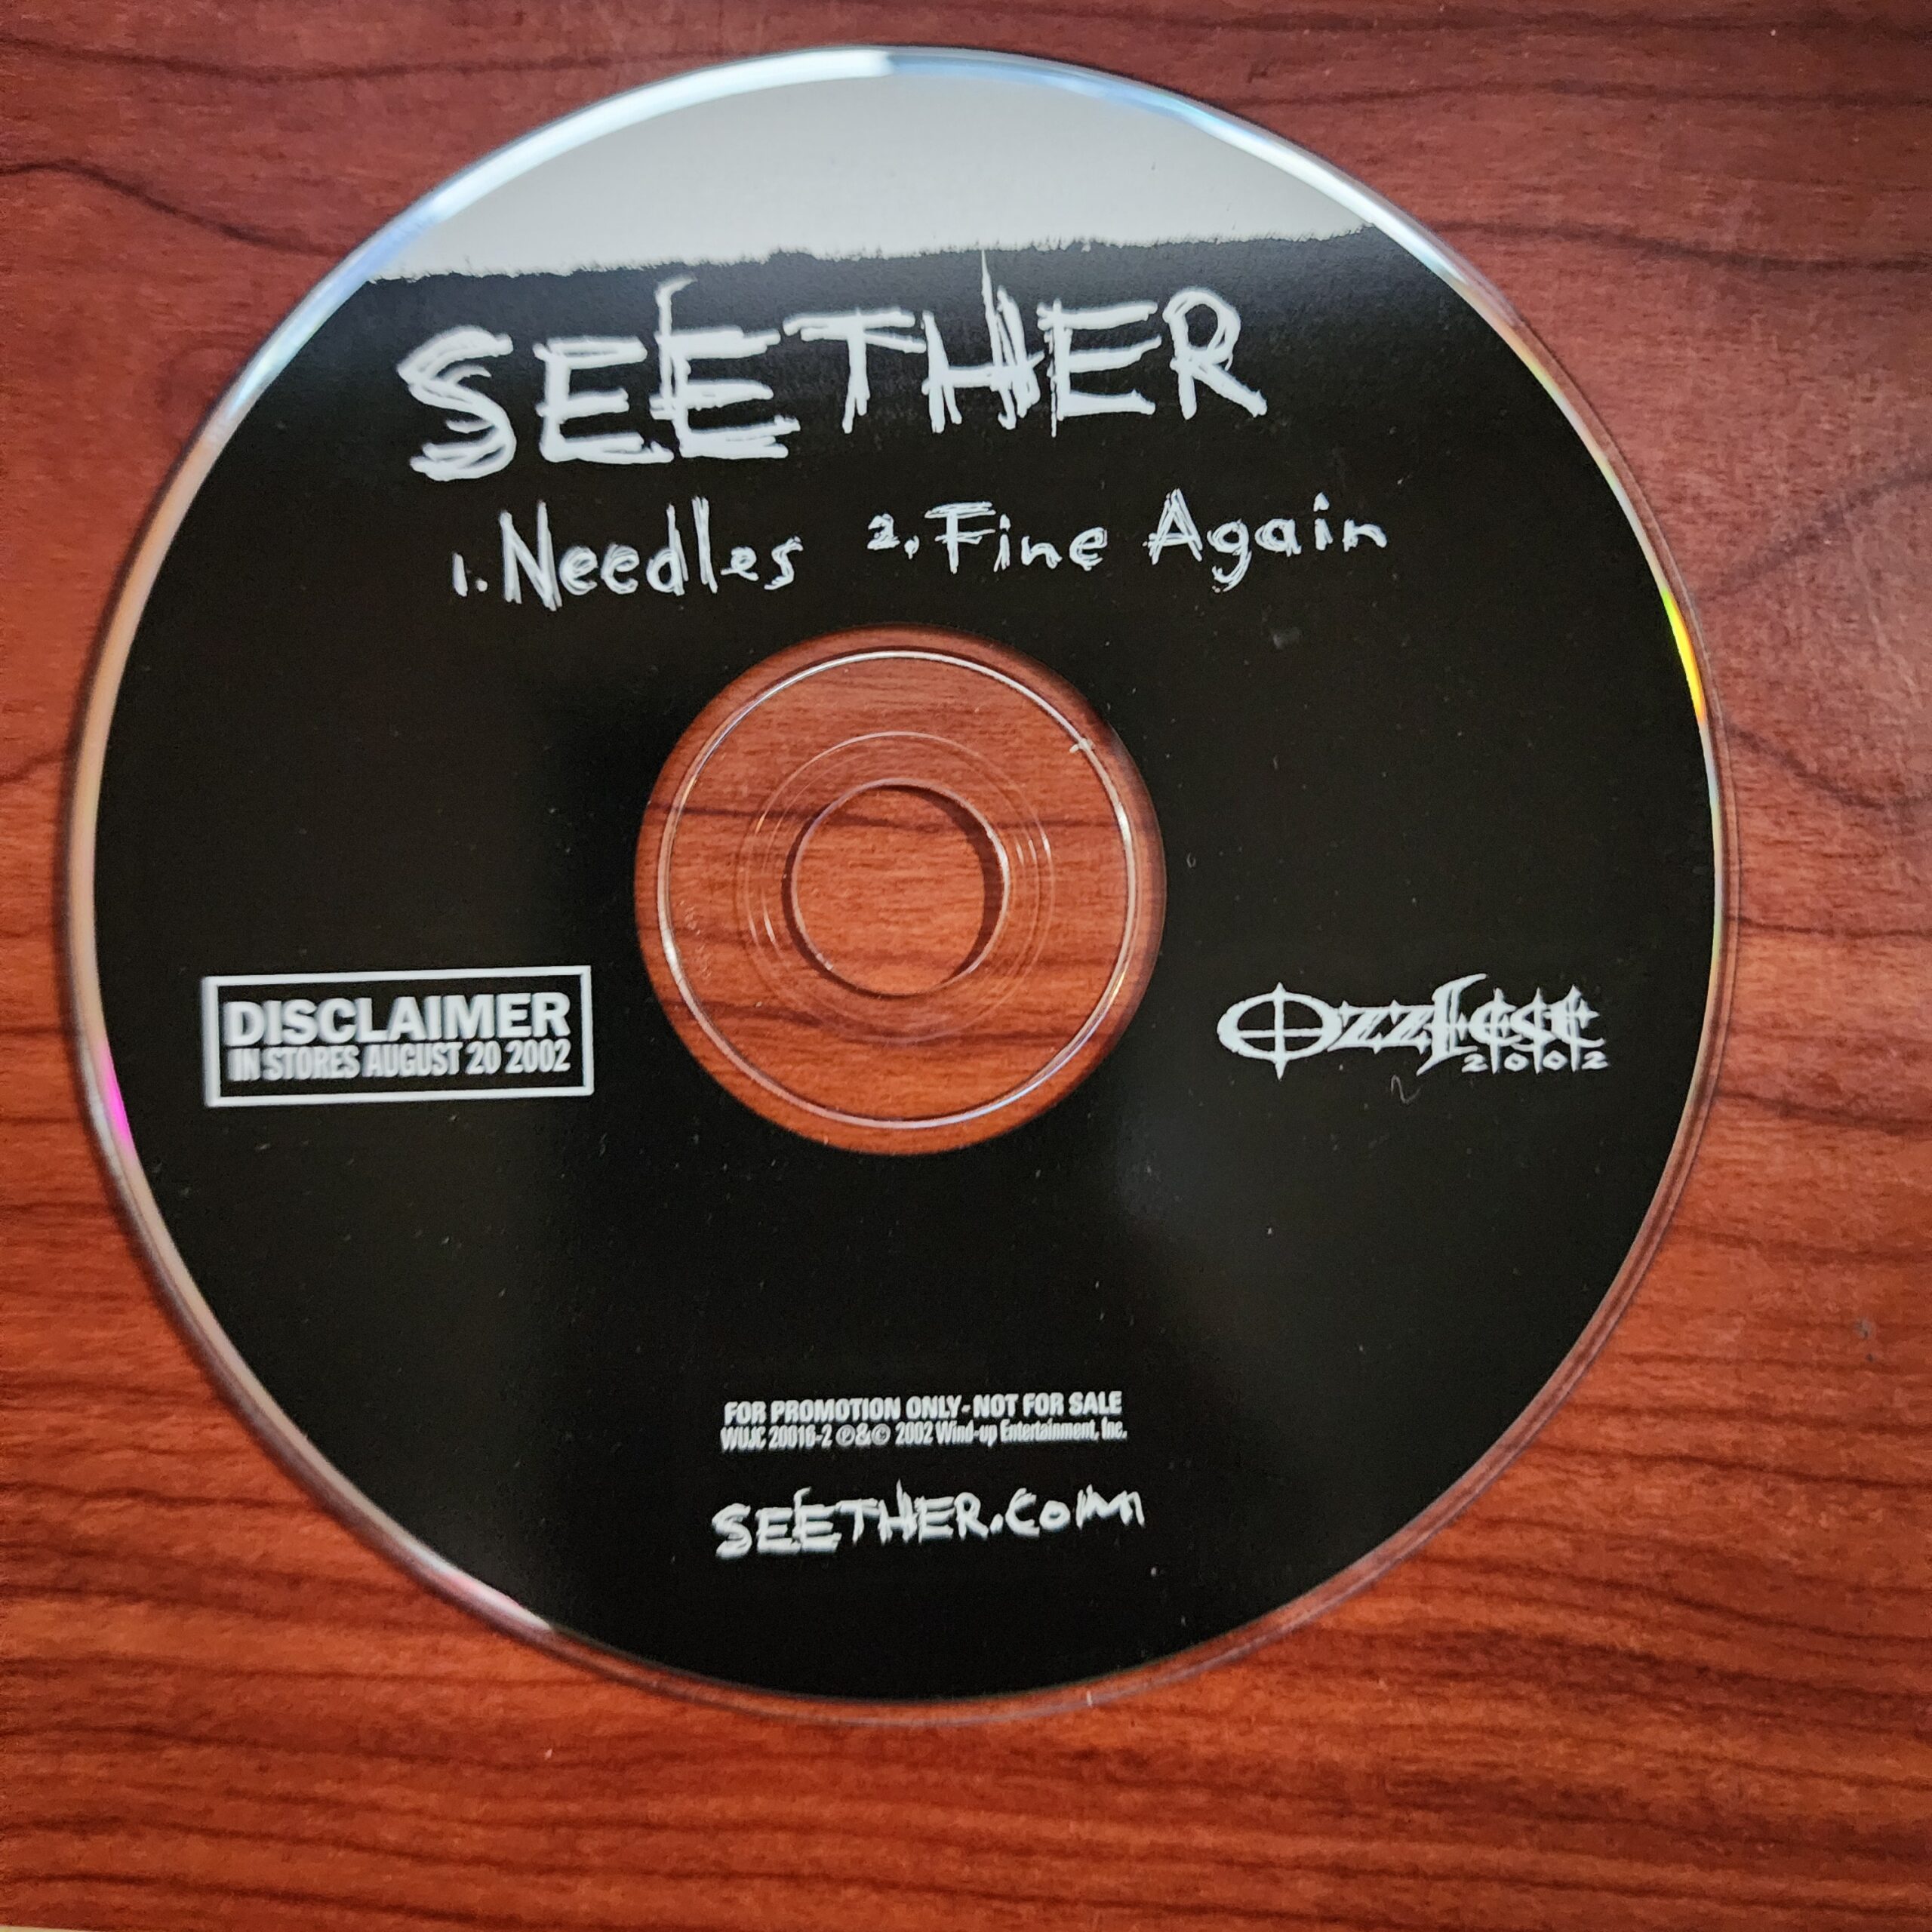 SEETHER
1. Needles 2. Fine Again
DISCLAIMER
IN STORES AUGUST 20 2002
OzzFest
2002
FOR PROMOTION ONLY - NOT FOR SALE
WUJC 20016-2 ℗&© 2002 Wind-up Entertainment, Inc.
SEETHER.COM